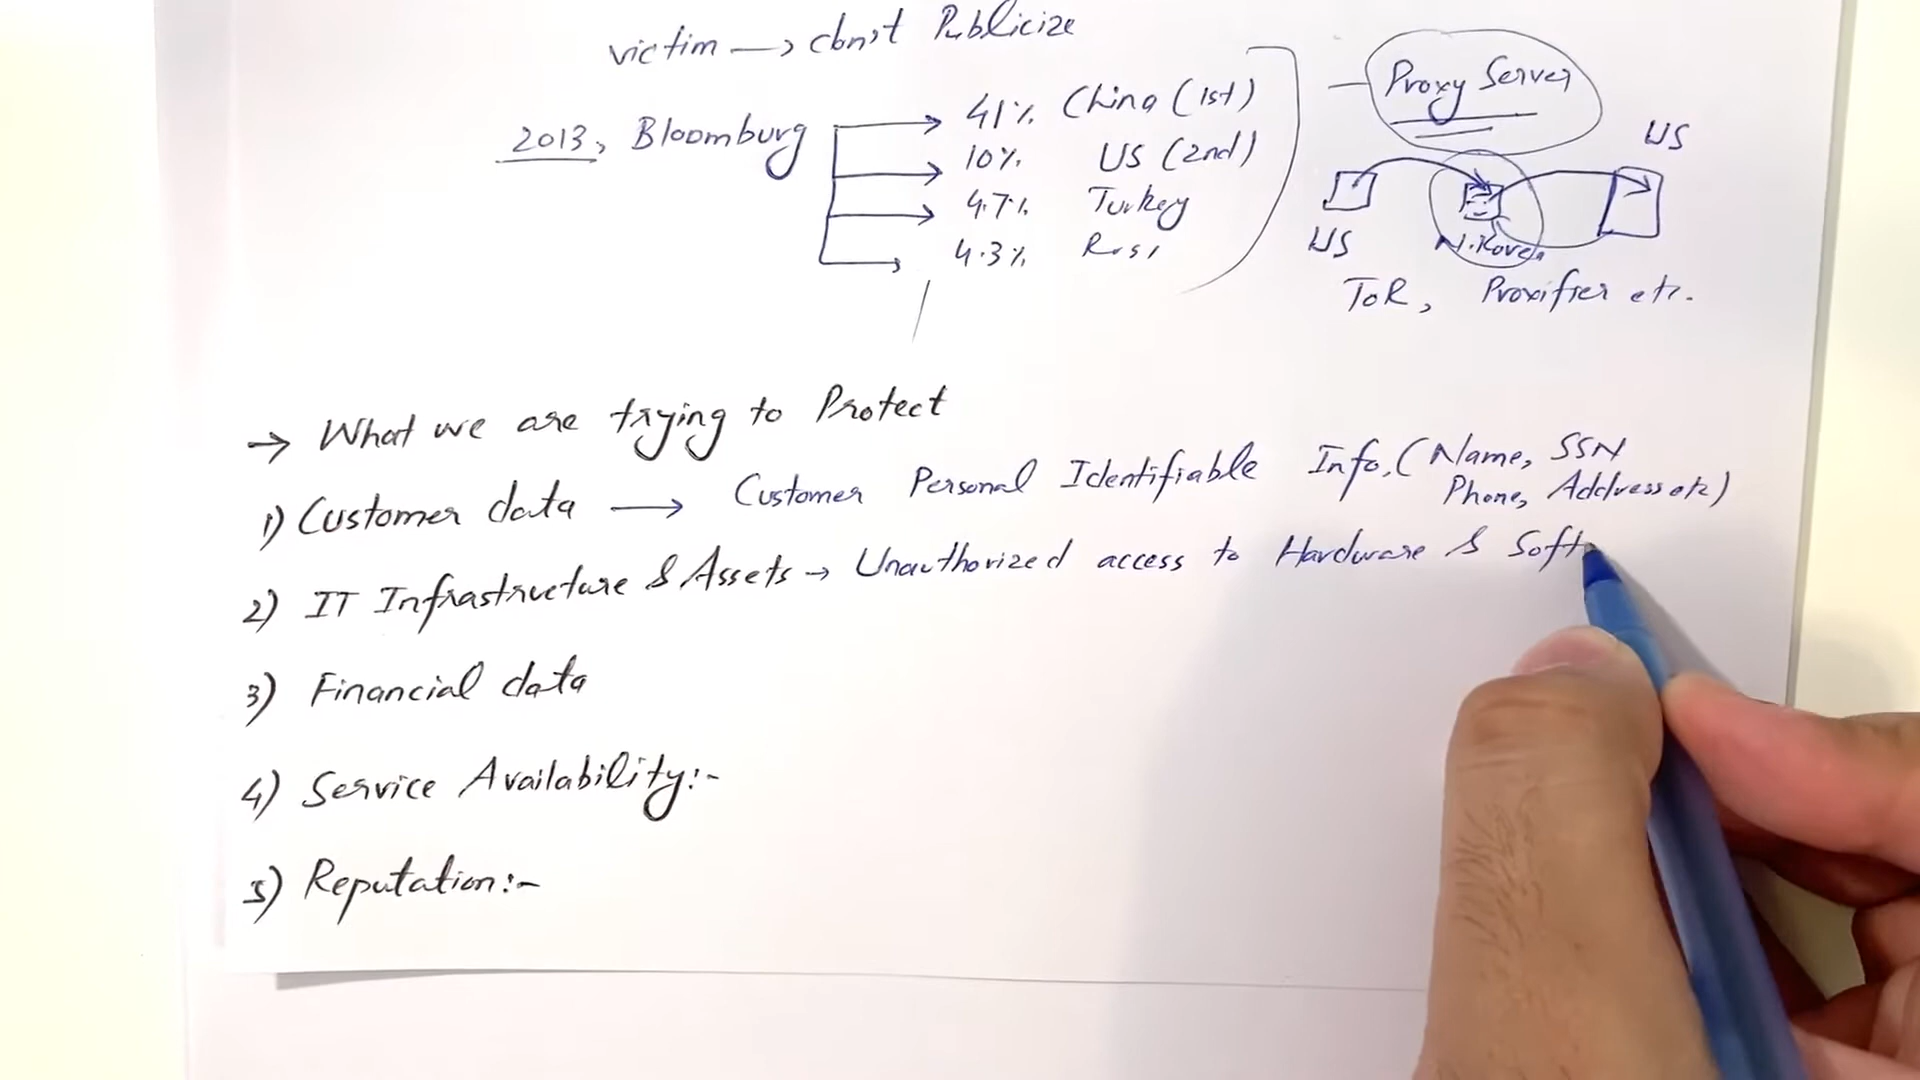 victim → don't Publicize
2013, Bloomburg
41% China (1st)
10% US (2nd)
4.7% Turkey
4.3%
Proxy Server
US
US
N.Korea
ToR, Proxifier etc.
→ What we are trying to Protect
1) Customer data → Customer Personal Identifiable Info. (Name, SSN
Phone, Address etc)
2) IT Infrastructure & Assets → Unauthorized access to Hardware & Soft
3) Financial data
4) Service Availability:-
5) Reputation:-